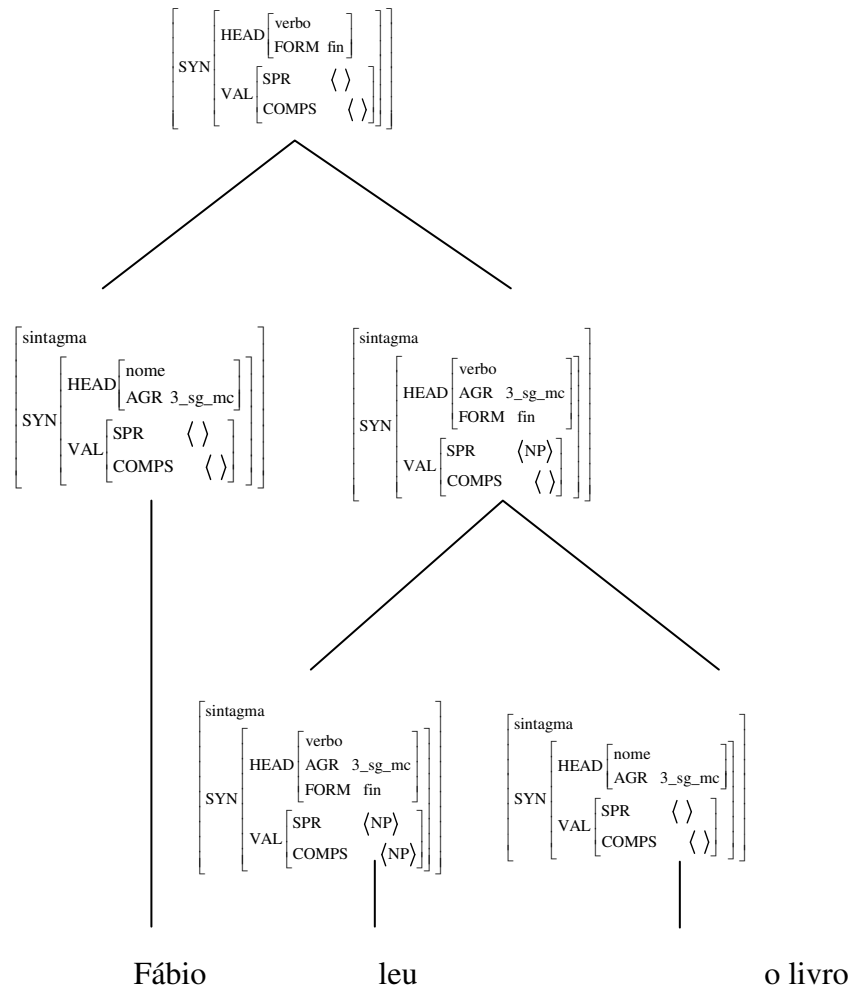 verbo
HEAD
FORM fin
SYN
SPR ⟨ ⟩
VAL
COMPS ⟨ ⟩
sintagma
nome
HEAD
AGR 3_sg_mc
SYN
SPR ⟨ ⟩
VAL
COMPS ⟨ ⟩
sintagma
verbo
HEAD AGR 3_sg_mc
FORM fin
SYN
SPR ⟨NP⟩
VAL
COMPS ⟨ ⟩
sintagma
verbo
HEAD AGR 3_sg_mc
FORM fin
SYN
SPR ⟨NP⟩
VAL
COMPS ⟨NP⟩
sintagma
nome
HEAD
AGR 3_sg_mc
SYN
SPR ⟨ ⟩
VAL
COMPS ⟨ ⟩
Fábio leu o livro